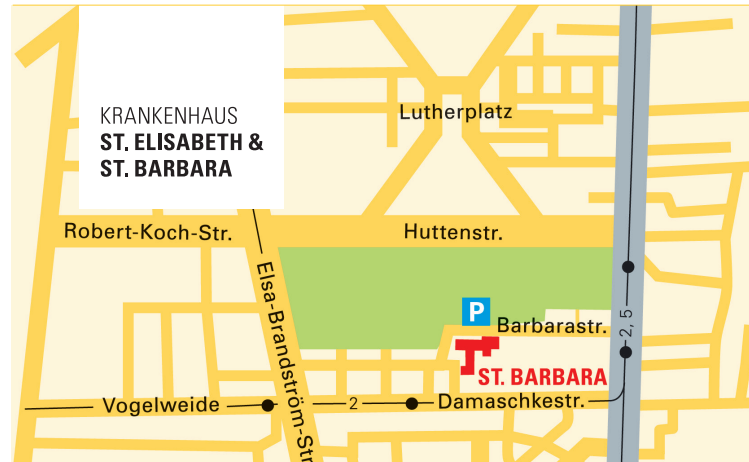 KRANKENHAUS
ST. ELISABETH &
ST. BARBARA
Lutherplatz
Robert-Koch-Str.
Huttenstr.
Elsa-Brandström-Str
P
Barbarastr.
2, 5
ST. BARBARA
Vogelweide
2
Damaschkestr.